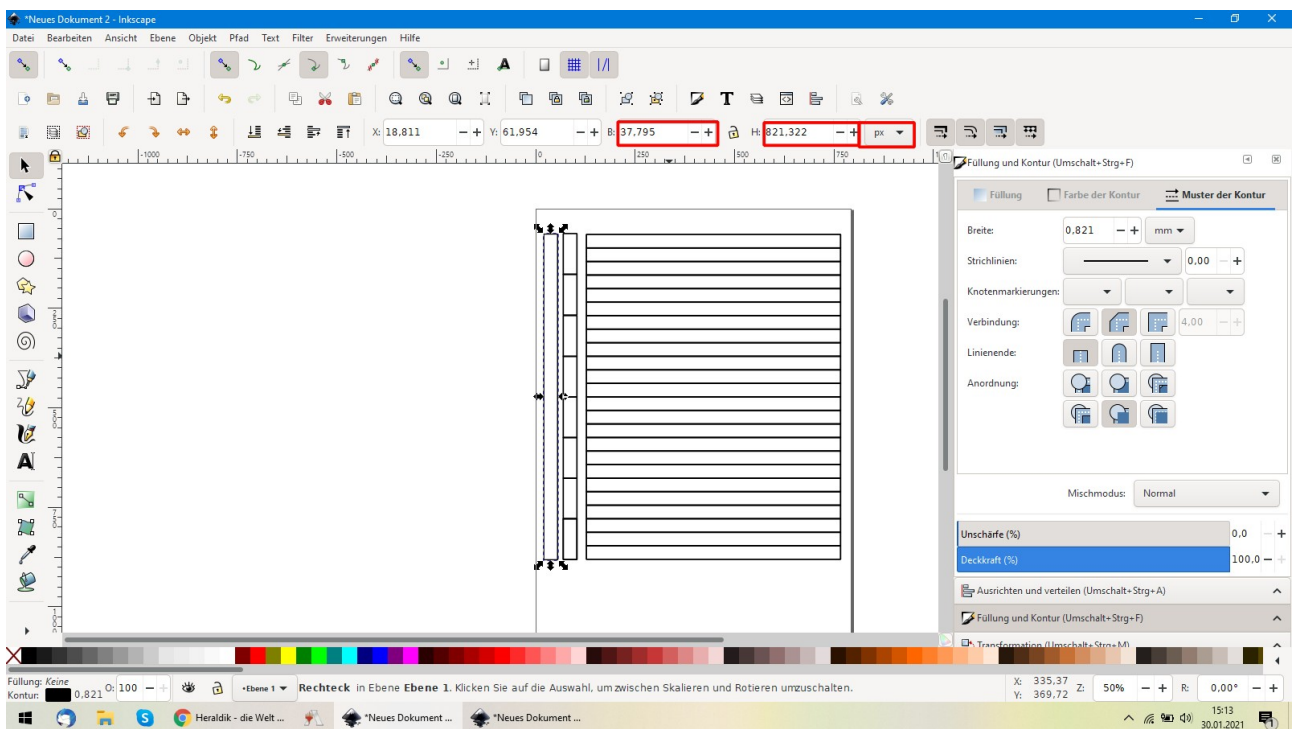 *Neues Dokument 2 - Inkscape
Datei Bearbeiten Ansicht Ebene Objekt Pfad Text Filter Erweiterungen Hilfe
X: 18,811 Y: 61,954 B: 37,795 H: 821,322 px
-1000 -750 -500 -250 0 250 500 750
Füllung und Kontur (Umschalt+Strg+F)
Füllung Farbe der Kontur Muster der Kontur
Breite: 0,821 mm
Strichlinien: 0,00
Knotenmarkierungen:
Verbindung: 4,00
Linienende:
Anordnung:
Mischmodus: Normal
Unschärfe (%) 0,0
Deckkraft (%) 100,0
Ausrichten und verteilen (Umschalt+Strg+A)
Füllung und Kontur (Umschalt+Strg+F)
Transformation (Umschalt+Strg+M)
0
250
500
750
Füllung: Keine
Kontur: 0,821 O: 100 •Ebene 1 Rechteck in Ebene Ebene 1. Klicken Sie auf die Auswahl, um zwischen Skalieren und Rotieren umzuschalten.
X: 335,37
Y: 369,72
Z: 50% R: 0,00°
Heraldik - die Welt ... *Neues Dokument ... *Neues Dokument ...
15:13
30.01.2021